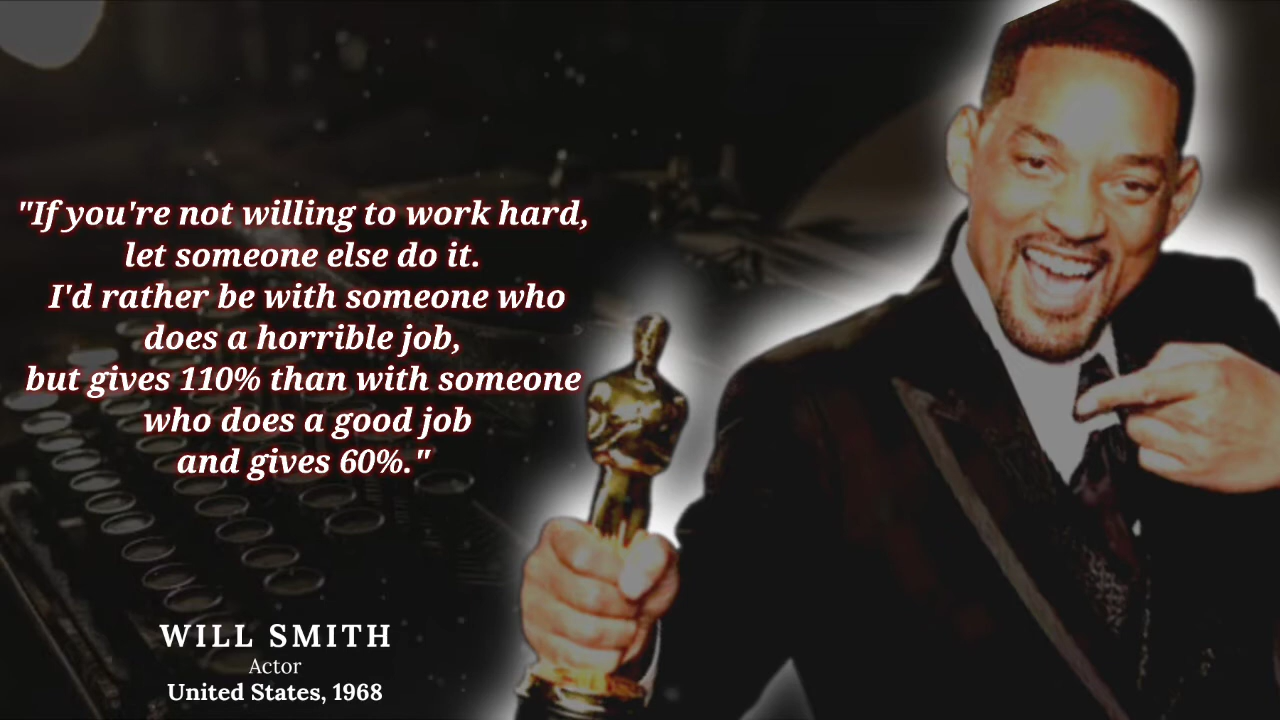 "If you're not willing to work hard,
let someone else do it.
I'd rather be with someone who
does a horrible job,
but gives 110% than with someone
who does a good job
and gives 60%."
WILL SMITH
Actor
United States, 1968